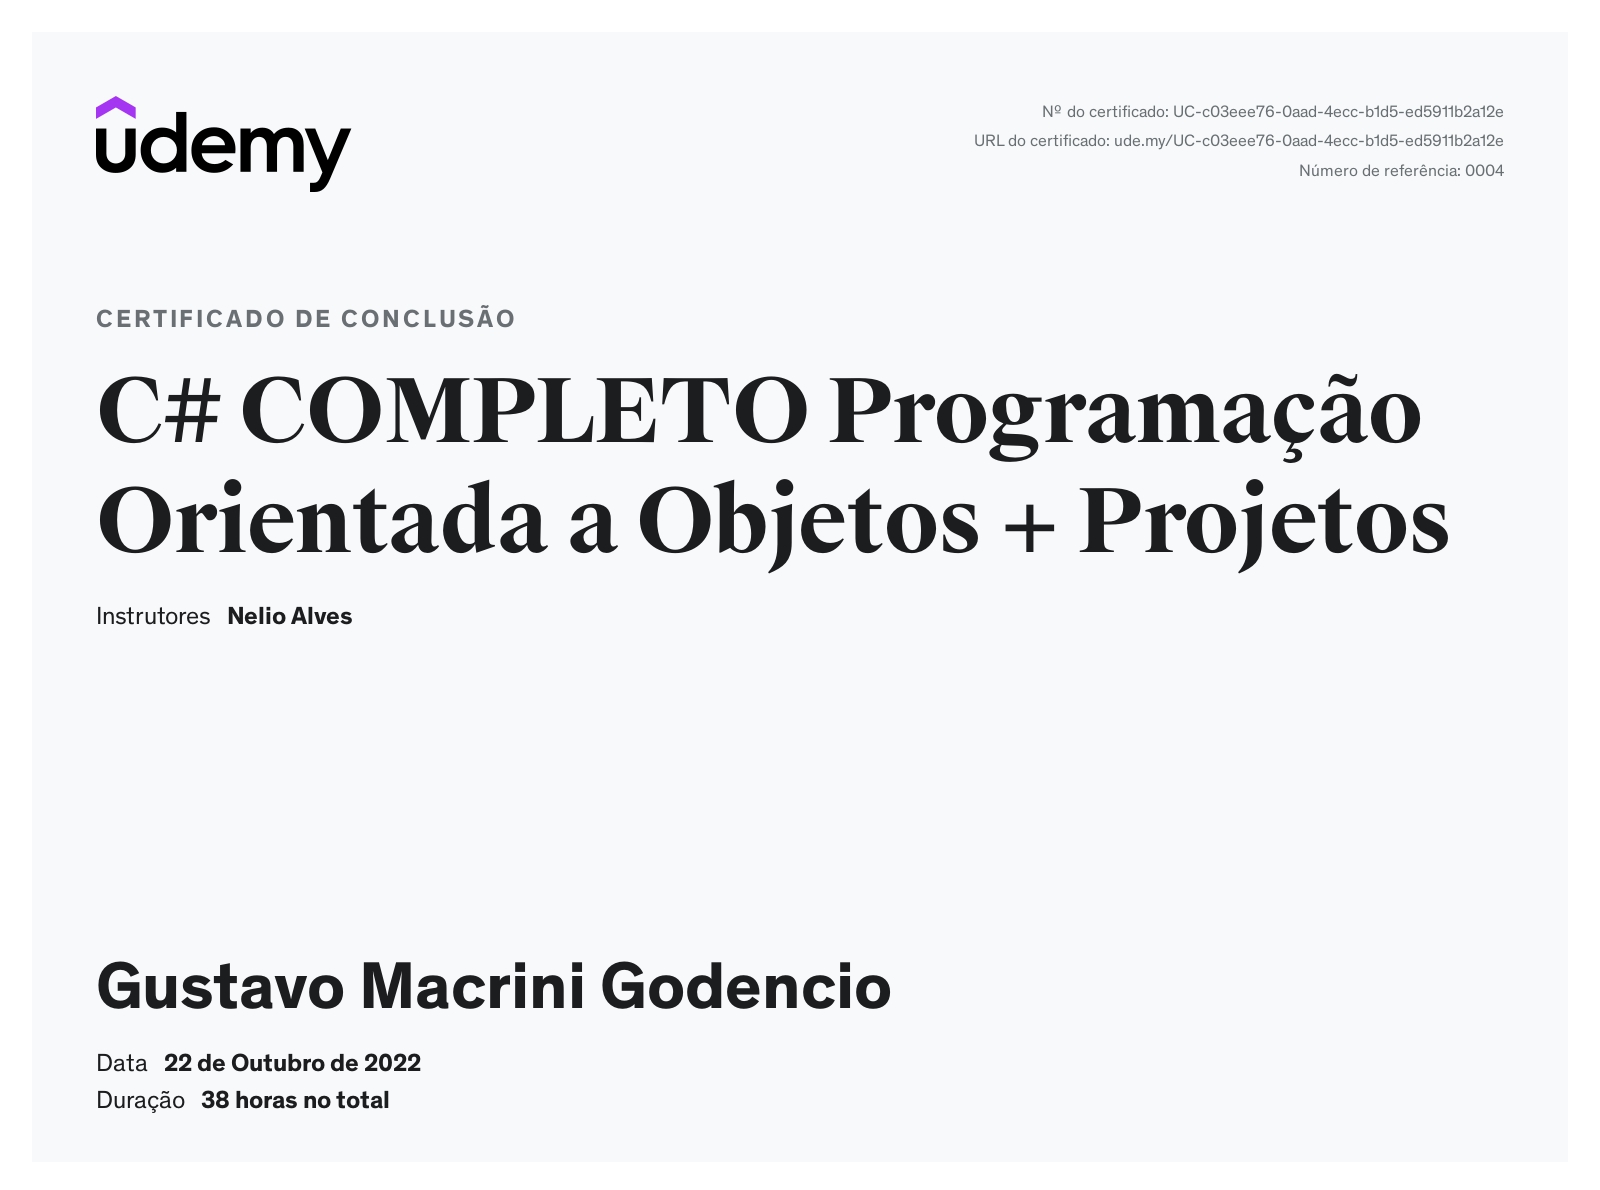 udemy
Nº do certificado: UC-c03eee76-0aad-4ecc-b1d5-ed5911b2a12e
URL do certificado: ude.my/UC-c03eee76-0aad-4ecc-b1d5-ed5911b2a12e
Número de referência: 0004
CERTIFICADO DE CONCLUSÃO
C# COMPLETO Programação
Orientada a Objetos + Projetos
Instrutores Nelio Alves
Gustavo Macrini Godencio
Data 22 de Outubro de 2022
Duração 38 horas no total